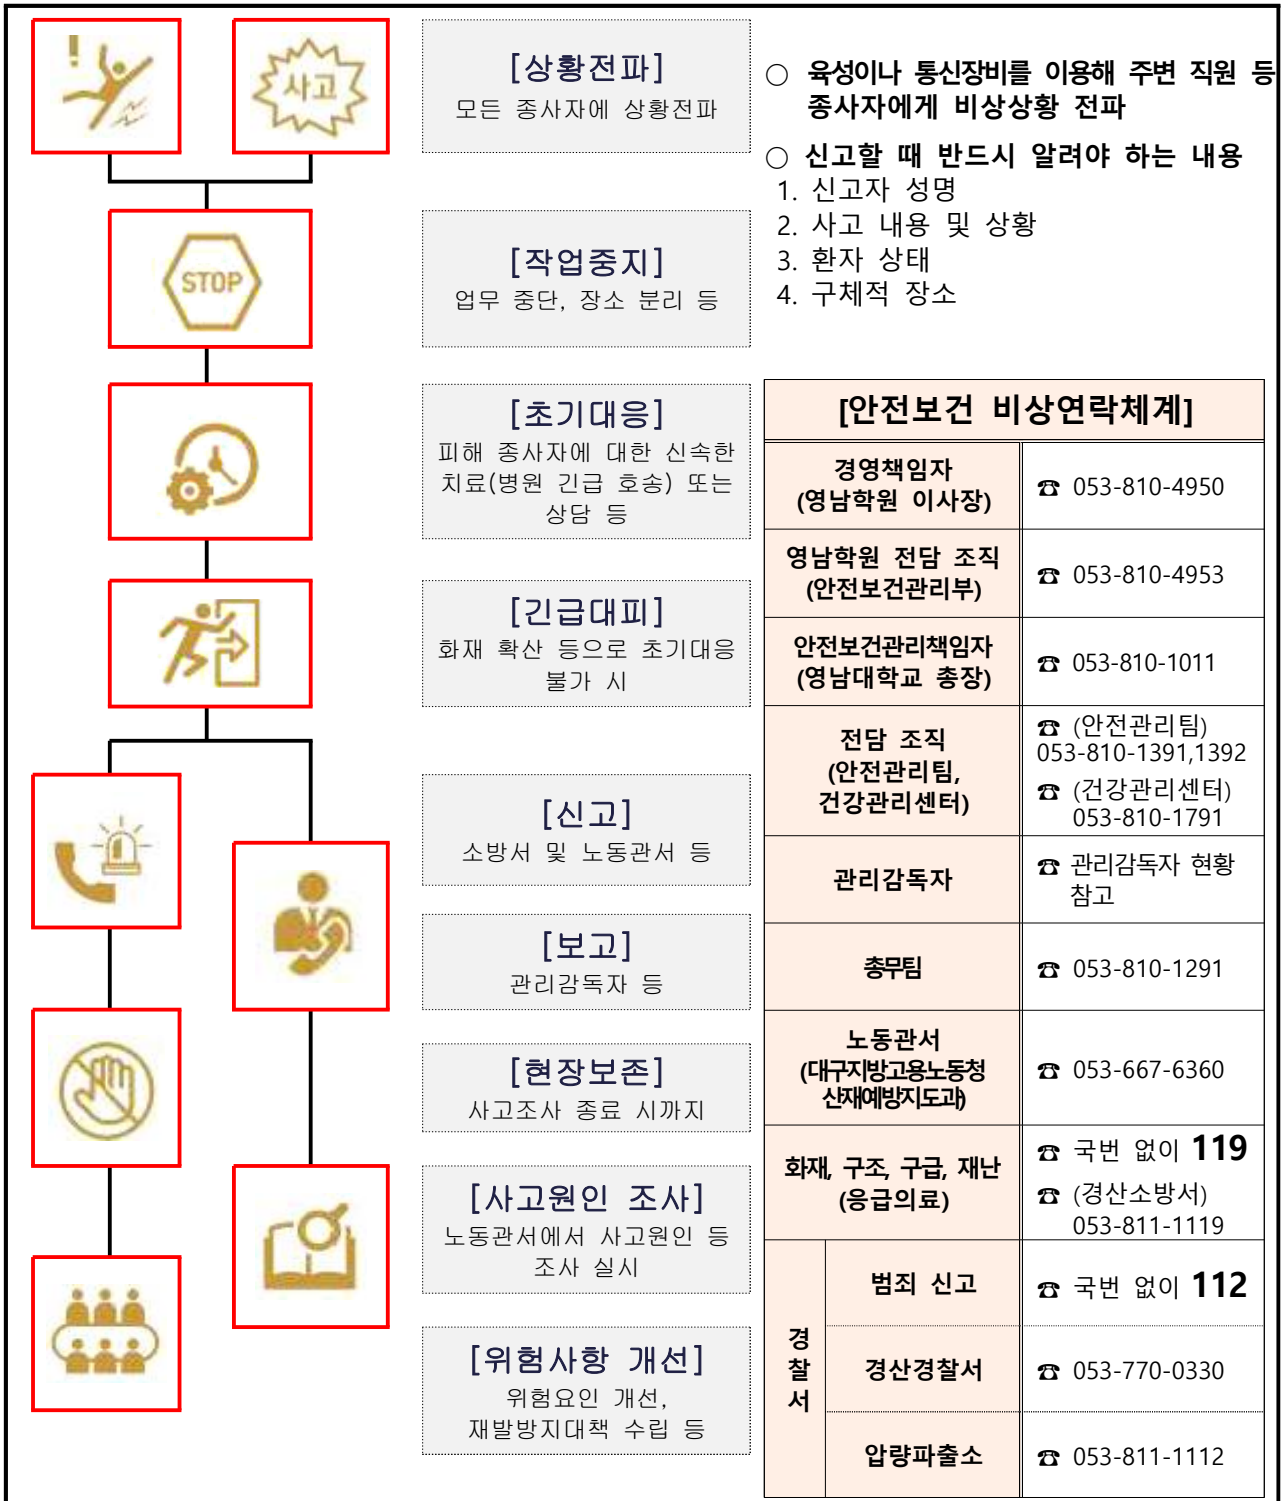 사고
STOP
[상황전파]
모든 종사자에 상황전파
[작업중지]
업무 중단, 장소 분리 등
[초기대응]
피해 종사자에 대한 신속한
치료(병원 긴급 호송) 또는
상담 등
[긴급대피]
화재 확산 등으로 초기대응
불가 시
[신고]
소방서 및 노동관서 등
[보고]
관리감독자 등
[현장보존]
사고조사 종료 시까지
[사고원인 조사]
노동관서에서 사고원인 등
조사 실시
[위험사항 개선]
위험요인 개선,
재발방지대책 수립 등
○ 육성이나 통신장비를 이용해 주변 직원 등
종사자에게 비상상황 전파
○ 신고할 때 반드시 알려야 하는 내용
1. 신고자 성명
2. 사고 내용 및 상황
3. 환자 상태
4. 구체적 장소
[안전보건 비상연락체계]
경영책임자
(영남학원 이사장)
☎ 053-810-4950
영남학원 전담 조직
(안전보건관리부)
☎ 053-810-4953
안전보건관리책임자
(영남대학교 총장)
☎ 053-810-1011
전담 조직
(안전관리팀,
건강관리센터)
☎ (안전관리팀)
053-810-1391,1392
☎ (건강관리센터)
053-810-1791
관리감독자
☎ 관리감독자 현황
참고
총무팀
☎ 053-810-1291
노동관서
(대구지방고용노동청
산재예방지도과)
☎ 053-667-6360
화재, 구조, 구급, 재난
(응급의료)
☎ 국번 없이 119
☎ (경산소방서)
053-811-1119
경찰서
범죄 신고
☎ 국번 없이 112
경산경찰서
☎ 053-770-0330
압량파출소
☎ 053-811-1112